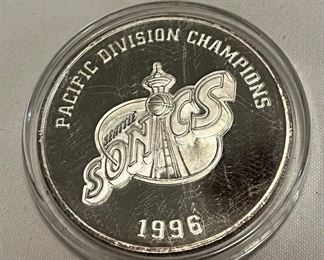 PACIFIC DIVISION CHAMPIONS
SEATTLE
SONICS
1996